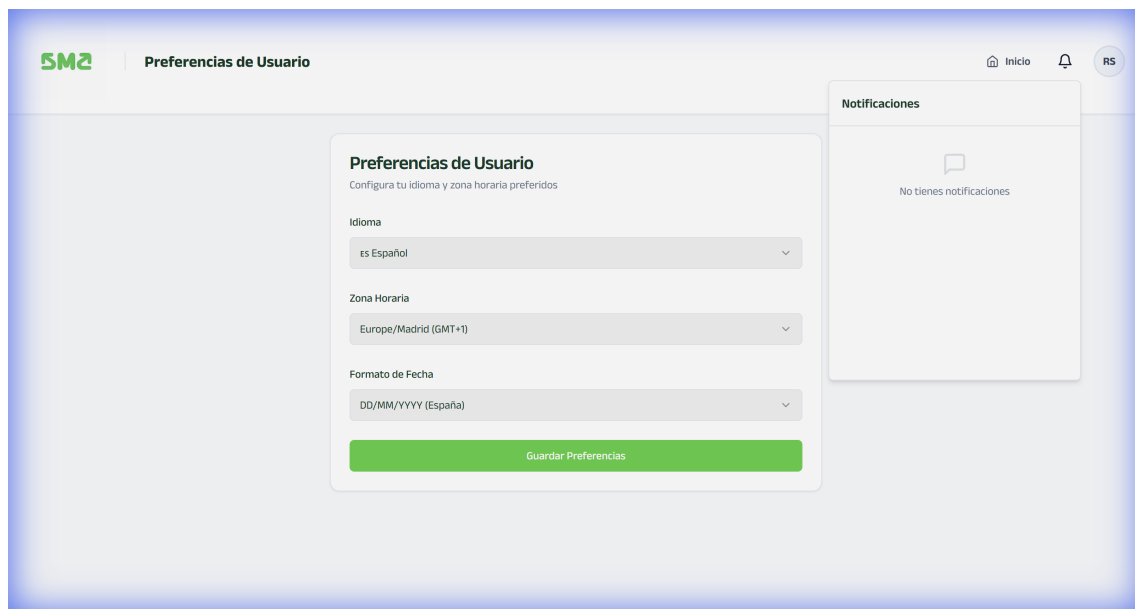 SMS
Preferencias de Usuario
Inicio
RS
Notificaciones
No tienes notificaciones
Preferencias de Usuario
Configura tu idioma y zona horaria preferidos
Idioma
ES Español
Zona Horaria
Europe/Madrid (GMT+1)
Formato de Fecha
DD/MM/YYYY (España)
Guardar Preferencias